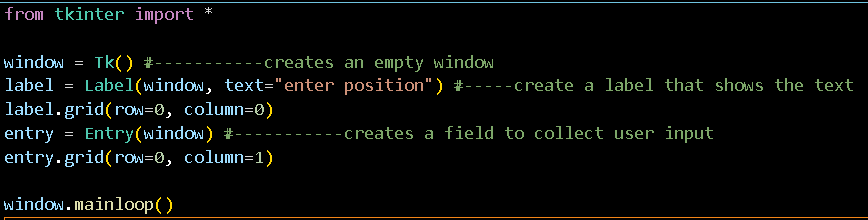 from tkinter import *
window = Tk() #-----------creates an empty window
label = Label(window, text="enter position") #-----create a label that shows the text
label.grid(row=0, column=0)
entry = Entry(window) #-----------creates a field to collect user input
entry.grid(row=0, column=1)
window.mainloop()